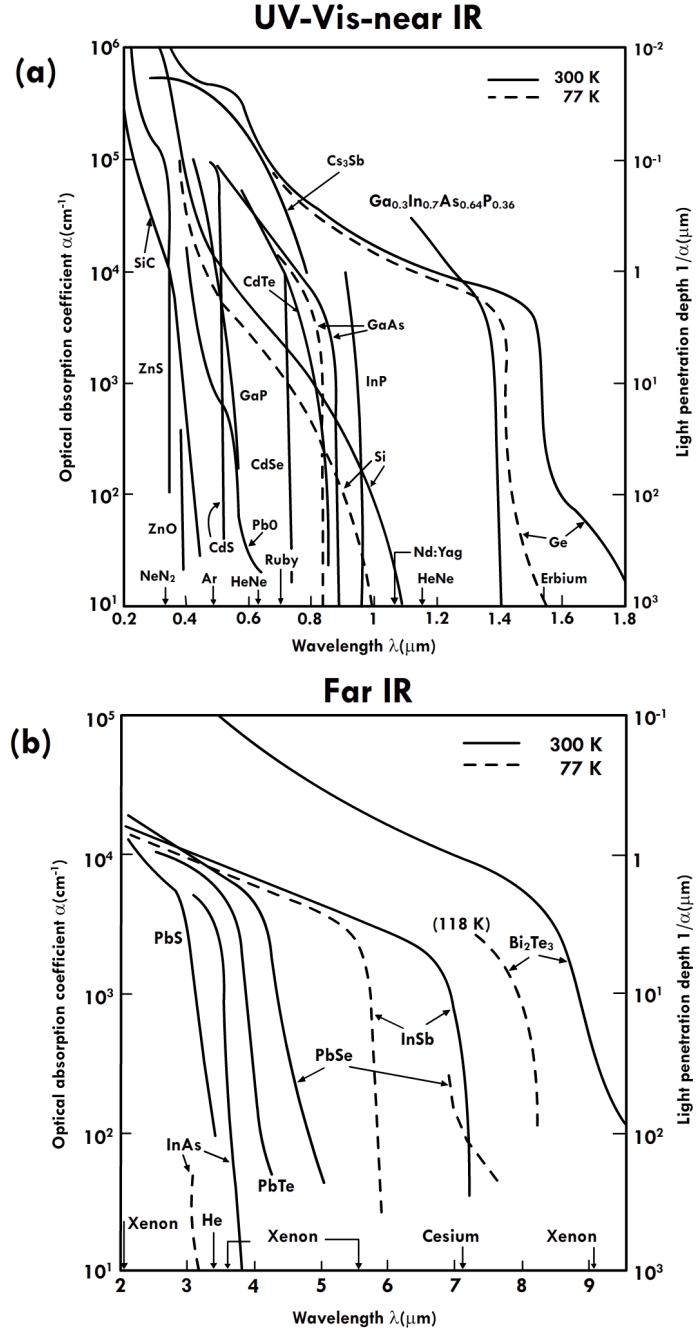 UV-Vis-near IR
(a)
10⁶
10⁵
10⁴
10³
10²
10¹
Optical absorption coefficient α(cm⁻¹)
10⁻²
10⁻¹
1
10¹
10²
10³
Light penetration depth 1/α(μm)
300 K
77 K
Cs₃Sb
Ga₀.₃In₀.₇As₀.₆₄P₀.₃₆
SiC
CdTe
GaAs
ZnS
GaP
InP
CdSe
Si
ZnO
CdS
PbO
Ge
NeN₂
Ar
HeNe
Ruby
Nd:Yag
HeNe
Erbium
0.2 0.4 0.6 0.8 1 1.2 1.4 1.6 1.8
Wavelength λ(μm)
Far IR
(b)
10⁵
10⁴
10³
10²
10¹
Optical absorption coefficient α(cm⁻¹)
10⁻¹
1
10¹
10²
10³
Light penetration depth 1/α(μm)
300 K
77 K
(118 K)
Bi₂Te₃
PbS
InSb
PbSe
InAs
PbTe
Xenon
He
Xenon
Cesium
Xenon
2 3 4 5 6 7 8 9
Wavelength λ(μm)